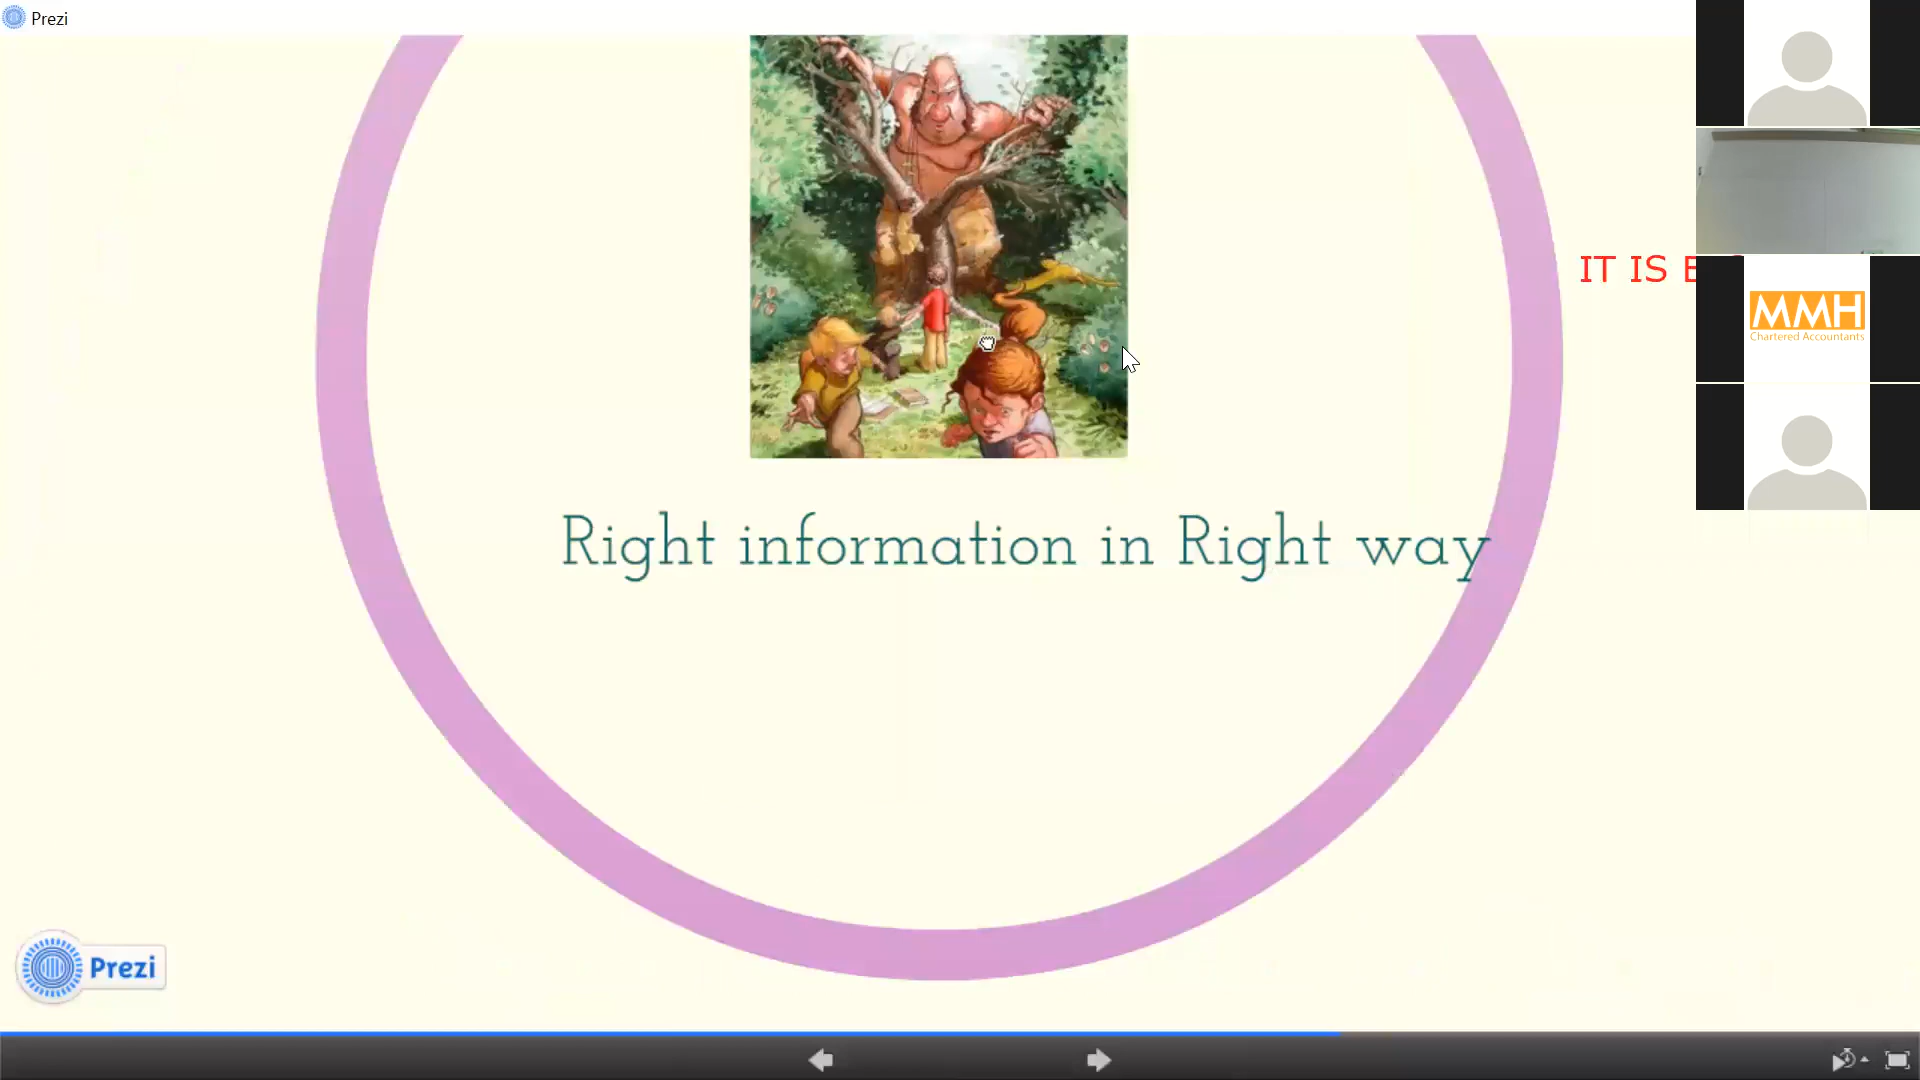 Prezi
IT IS
MMH
Chartered Accountants
Right information in Right way
Prezi